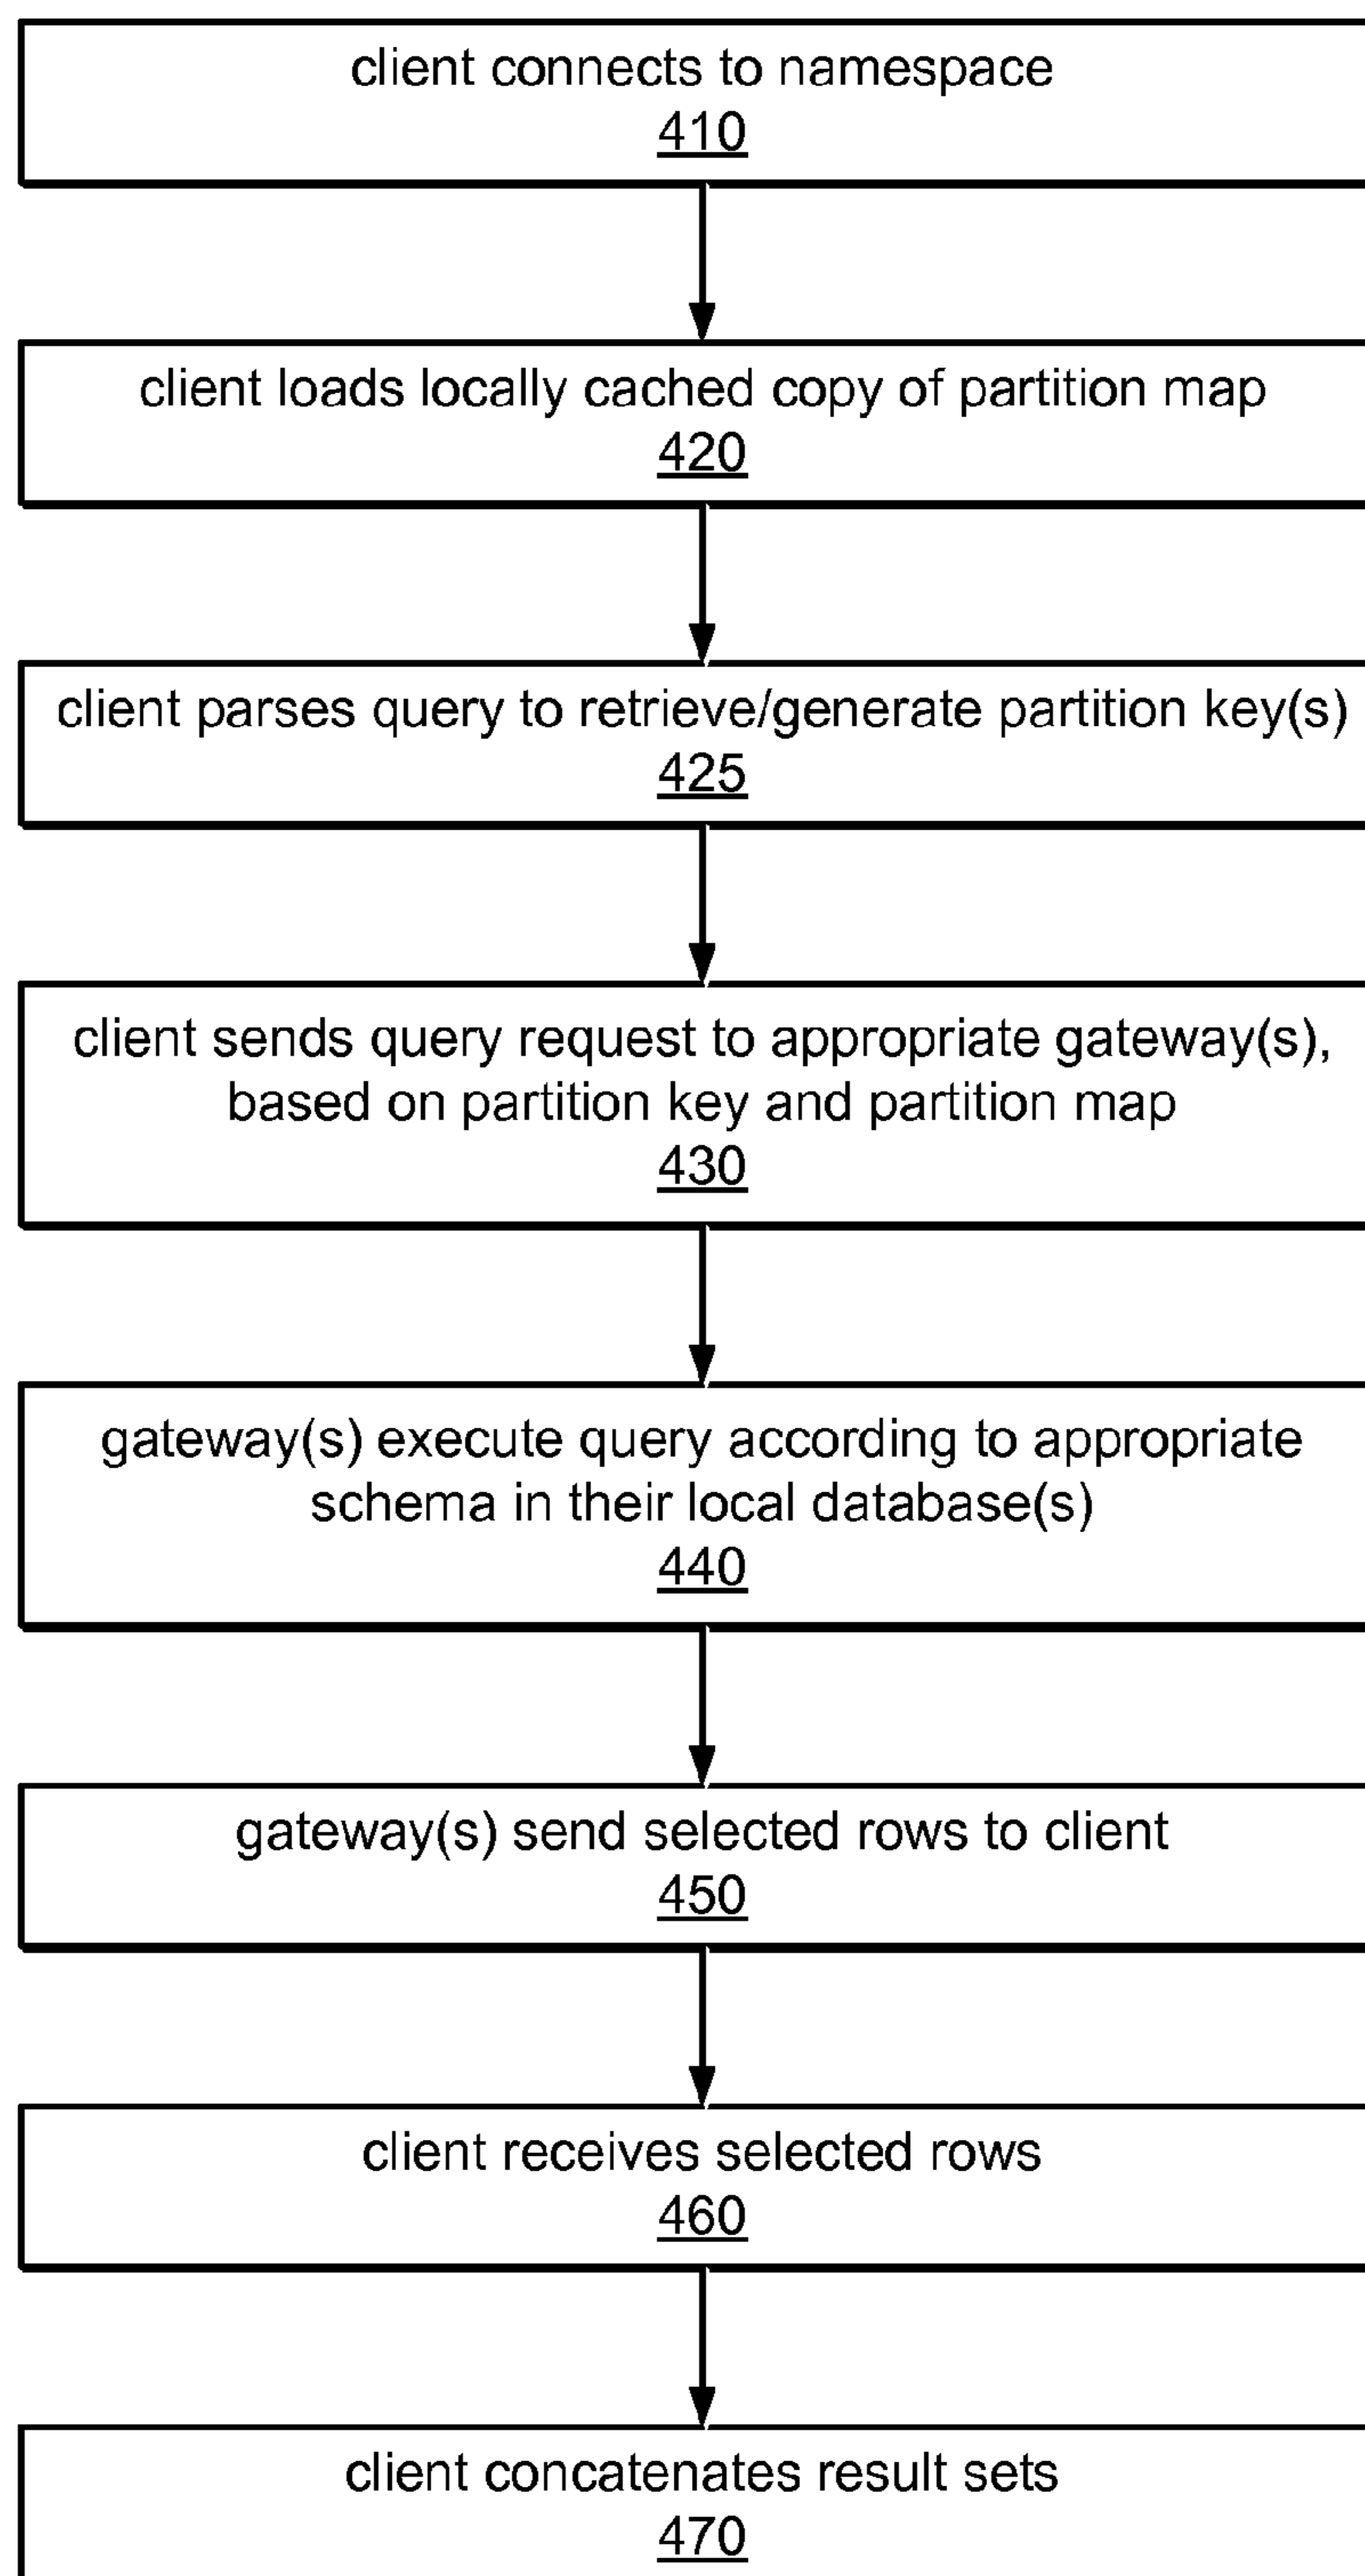 client connects to namespace
410
client loads locally cached copy of partition map
420
client parses query to retrieve/generate partition key(s)
425
client sends query request to appropriate gateway(s),
based on partition key and partition map
430
gateway(s) execute query according to appropriate
schema in their local database(s)
440
gateway(s) send selected rows to client
450
client receives selected rows
460
client concatenates result sets
470